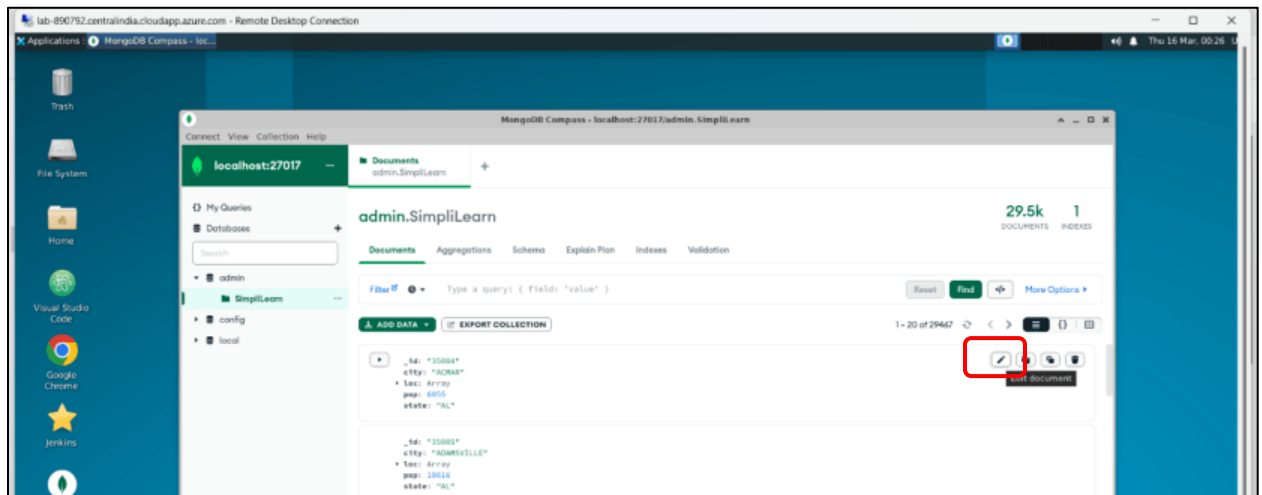 lab-890792.centralindia.cloudapp.azure.com - Remote Desktop Connection
Applications : MongoDB Compass - loc...
Thu 16 Mar, 00:26 U
Trash
File System
Home
Visual Studio
Code
Google
Chrome
Jenkins
MongoDB Compass - localhost:27017/admin.SimpliLearn
Connect View Collection Help
localhost:27017
Documents
admin.SimpliLearn
+
{} My Queries
Databases +
Search
admin
SimpliLearn ...
config
local
admin.SimpliLearn
29.5k 1
DOCUMENTS INDEXES
Documents Aggregations Schema Explain Plan Indexes Validation
Filter Type a query: { field: 'value' } Reset Find </> More Options
ADD DATA EXPORT COLLECTION 1 - 20 of 29467 {}
_id: "35004"
city: "ACMAR"
loc: Array
pop: 6055
state: "AL"
Edit document
_id: "35005"
city: "ADAMSVILLE"
loc: Array
pop: 10616
state: "AL"